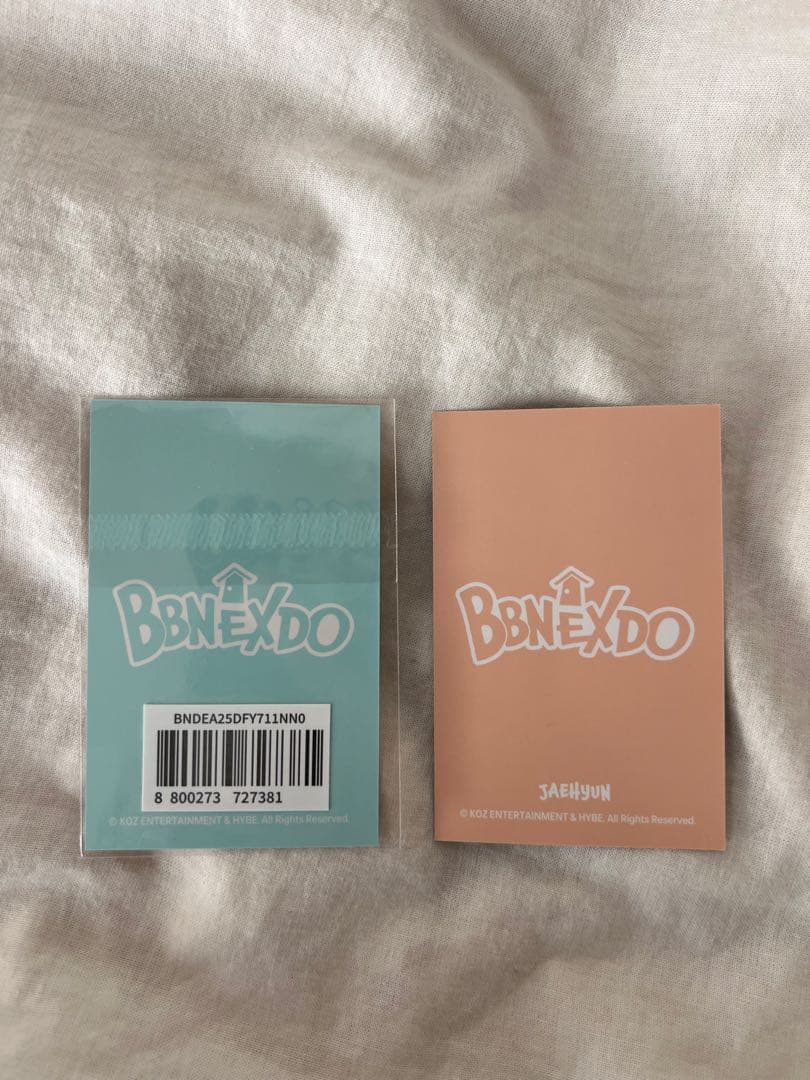 BBNEXDO
BNDEA25DFY711NN0
8 800273 727381
© KOZ ENTERTAINMENT & HYBE. All Rights Reserved.
BBNEXDO
JAEHYUN
© KOZ ENTERTAINMENT & HYBE. All Rights Reserved.